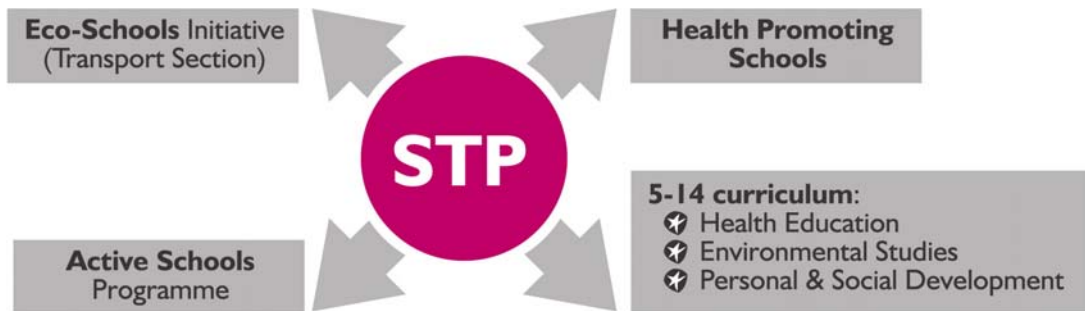 Eco-Schools Initiative
(Transport Section)
Health Promoting
Schools
STP
Active Schools
Programme
5-14 curriculum:
Health Education
Environmental Studies
Personal & Social Development